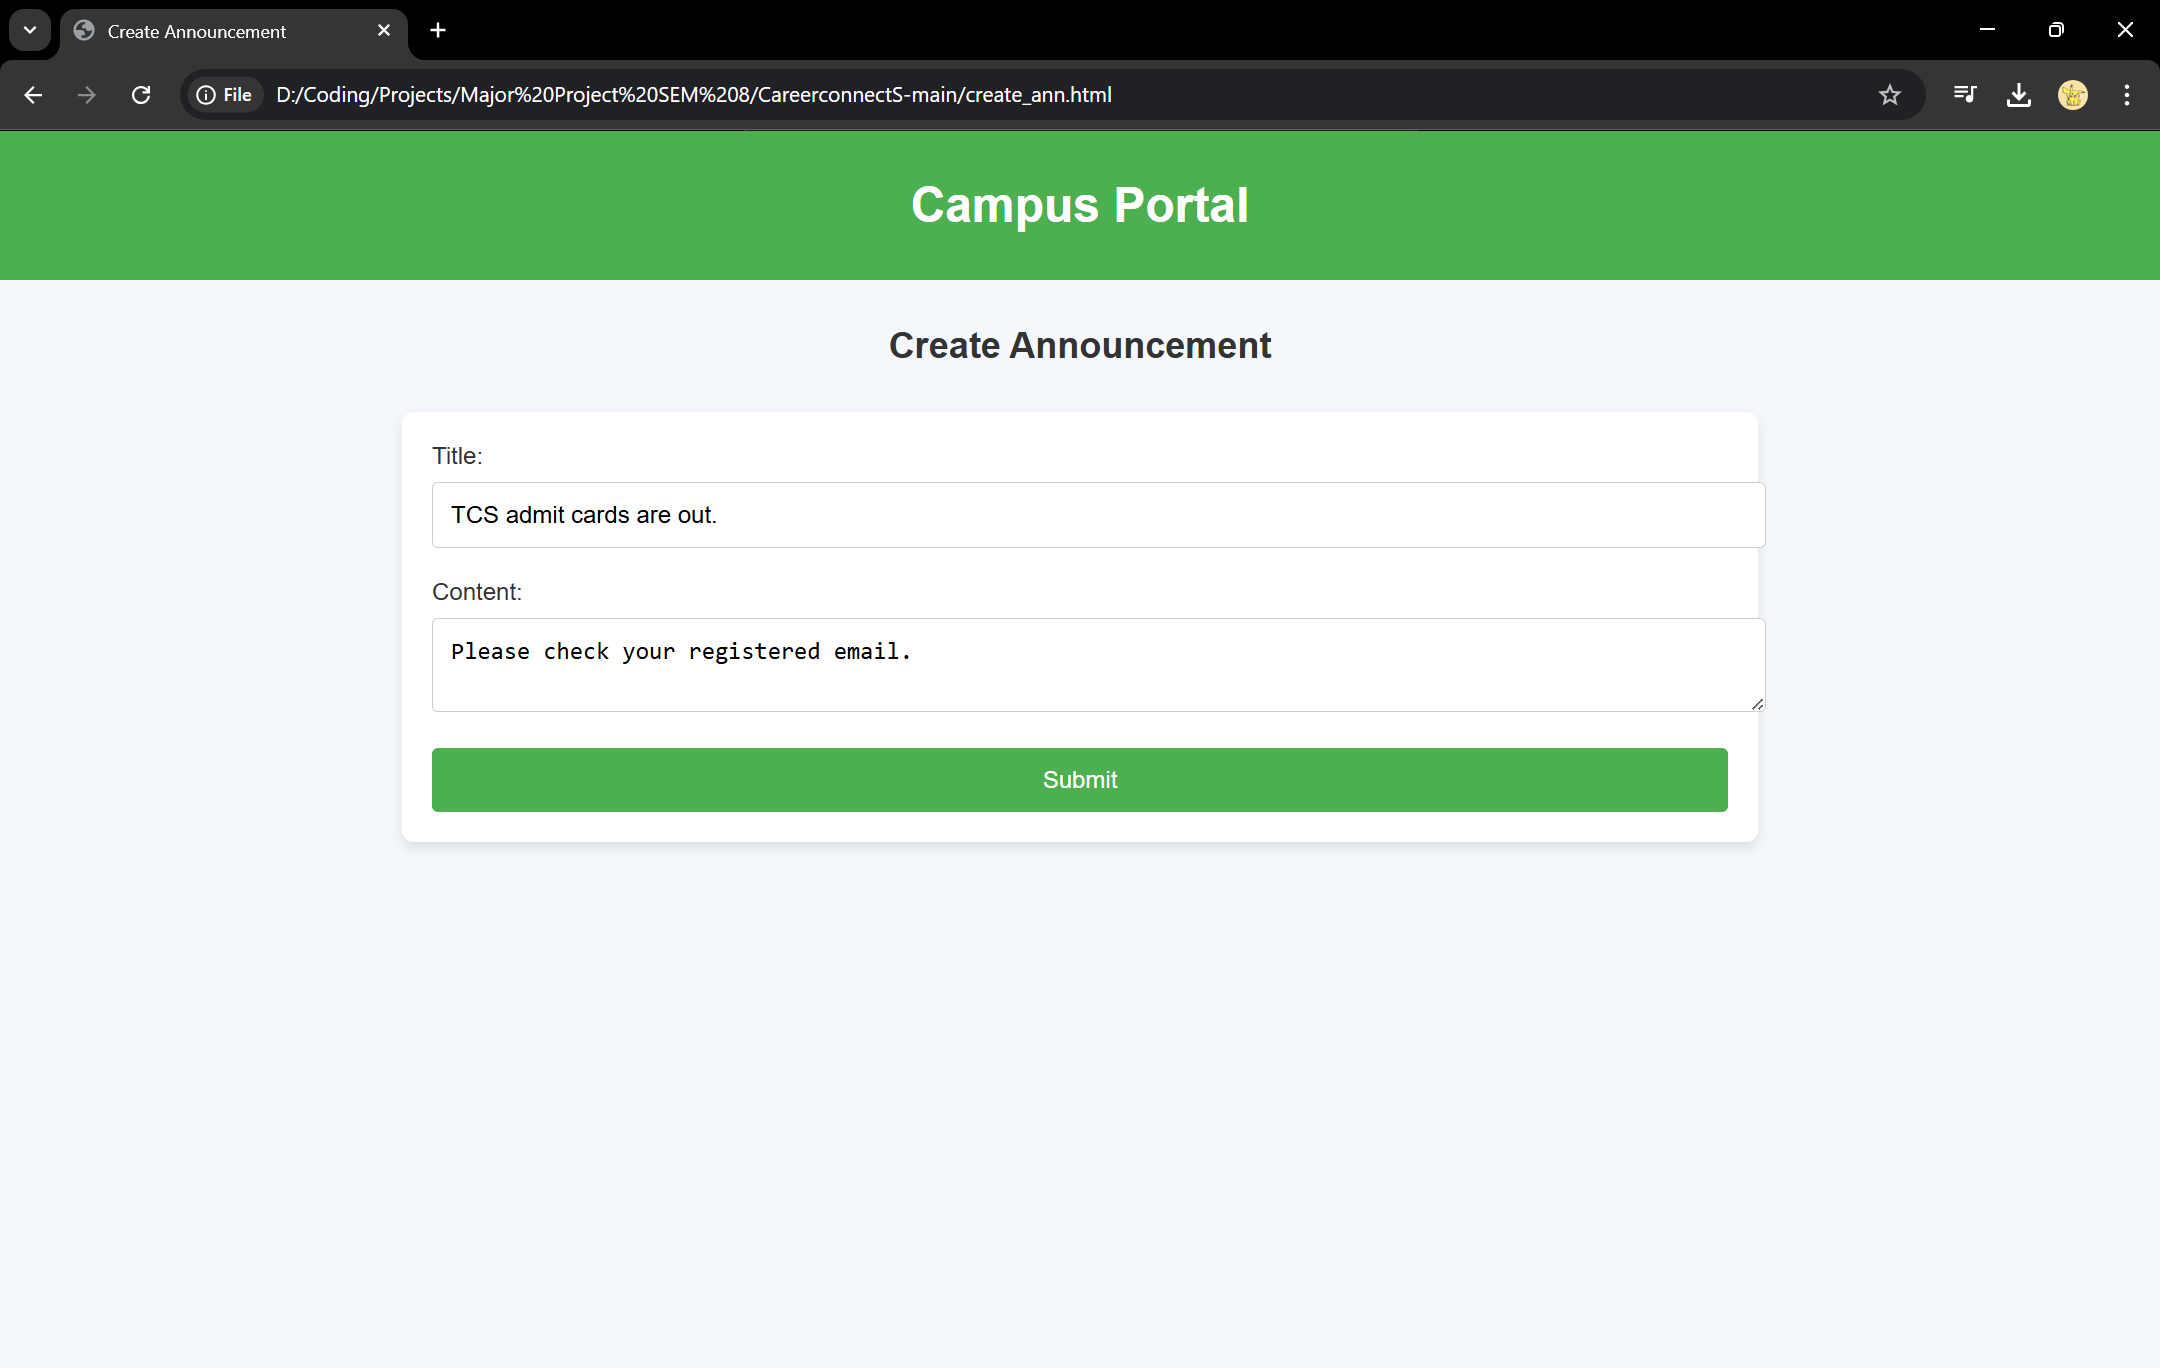 Create Announcement
File D:/Coding/Projects/Major%20Project%20SEM%208/CareerconnectS-main/create_ann.html
Campus Portal
Create Announcement
Title:
TCS admit cards are out.
Content:
Please check your registered email.
Submit